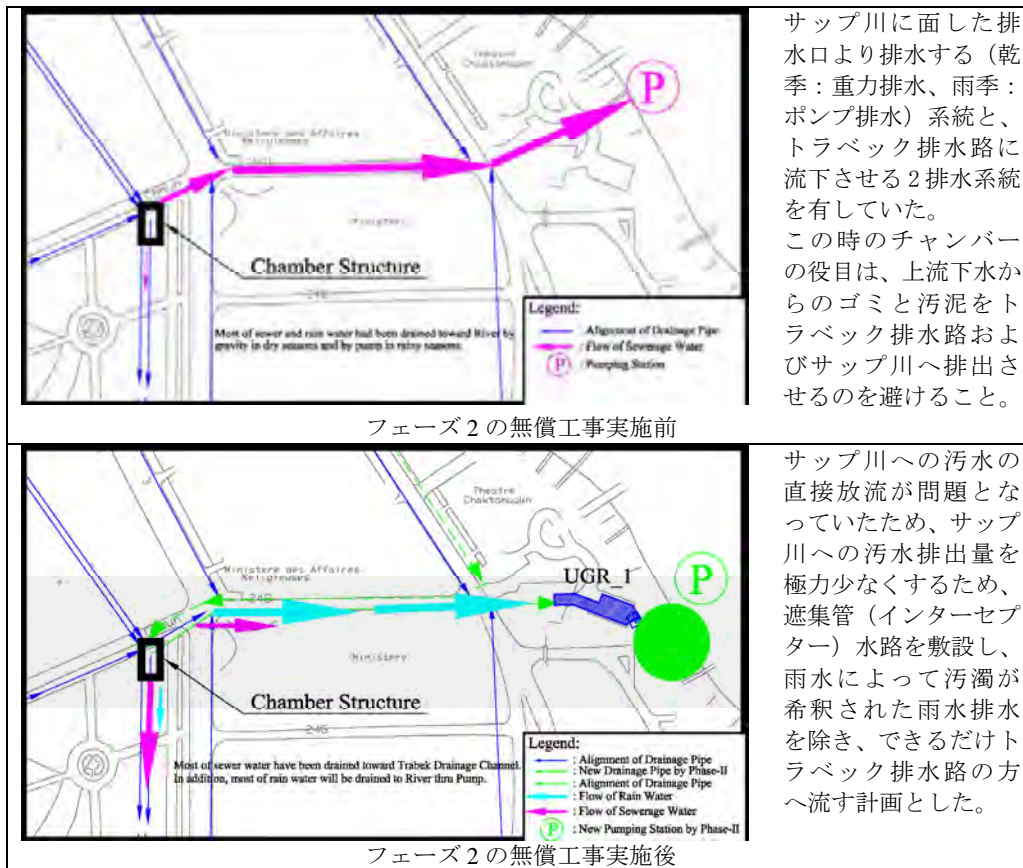 Theatre
Chaktomuk
P
Ministere des Affaires
Religreuses
Chamber Structure
Most of sewer and rain water had been drained toward River by
gravity in dry seasons and by pump in rainy seasons.
Legend:
: Alignment of Drainage Pipe
: Flow of Sewerage Water
P : Pumping Station
フェーズ 2 の無償工事実施前
サップ川に面した排
水口より排水する（乾
季：重力排水、雨季：
ポンプ排水）系統と、
トラベック排水路に
流下させる 2 排水系統
を有していた。
この時のチャンバー
の役目は、上流下水か
らのゴミと汚泥をト
ラベック排水路およ
びサップ川へ排出さ
せるのを避けること。
Theatre
Chaktomuk
UGR_1
P
Ministere des Affaires
Religreuses
240
Ministere
Chamber Structure
246
Most of sewer water have been drained toward Trabek Drainage Channel.
In addition, most of rain water will be drained to River thru Pump.
Legend:
: Alignment of Drainage Pipe
: New Drainage Pipe by Phase-II
: Alignment of Drainage Pipe
: Flow of Rain Water
: Flow of Sewerage Water
P : New Pumping Station by Phase-II
フェーズ 2 の無償工事実施後
サップ川への汚水の
直接放流が問題とな
っていたため、サップ
川への汚水排出量を
極力少なくするため、
遮集管（インターセプ
ター）水路を敷設し、
雨水によって汚濁が
希釈された雨水排水
を除き、できるだけト
ラベック排水路の方
へ流す計画とした。